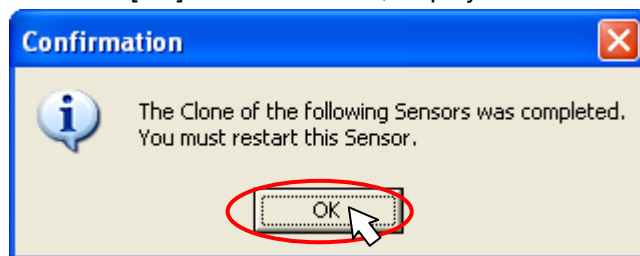 Confirmation
The Clone of the following Sensors was completed.
You must restart this Sensor.
OK